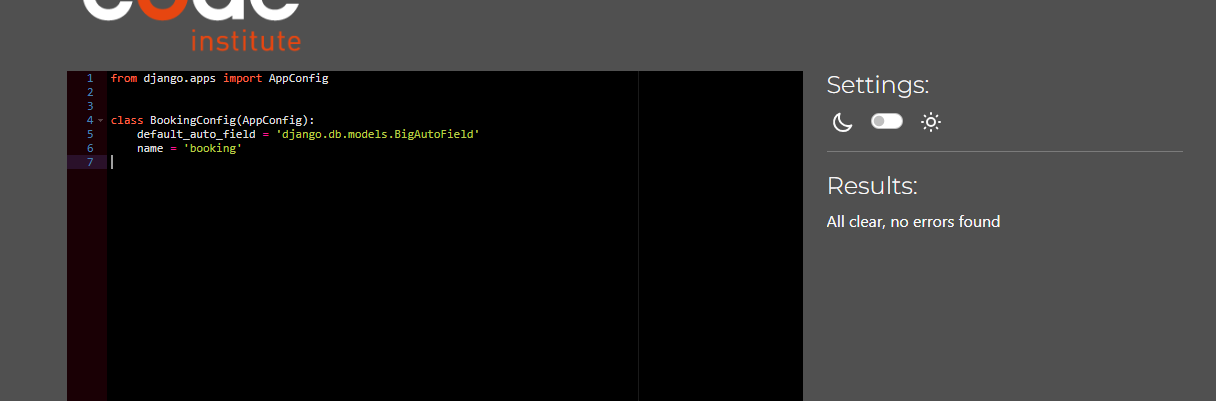 code
institute
1 from django.apps import AppConfig
2
3
4 class BookingConfig(AppConfig):
5     default_auto_field = 'django.db.models.BigAutoField'
6     name = 'booking'
7
Settings:
Results:
All clear, no errors found